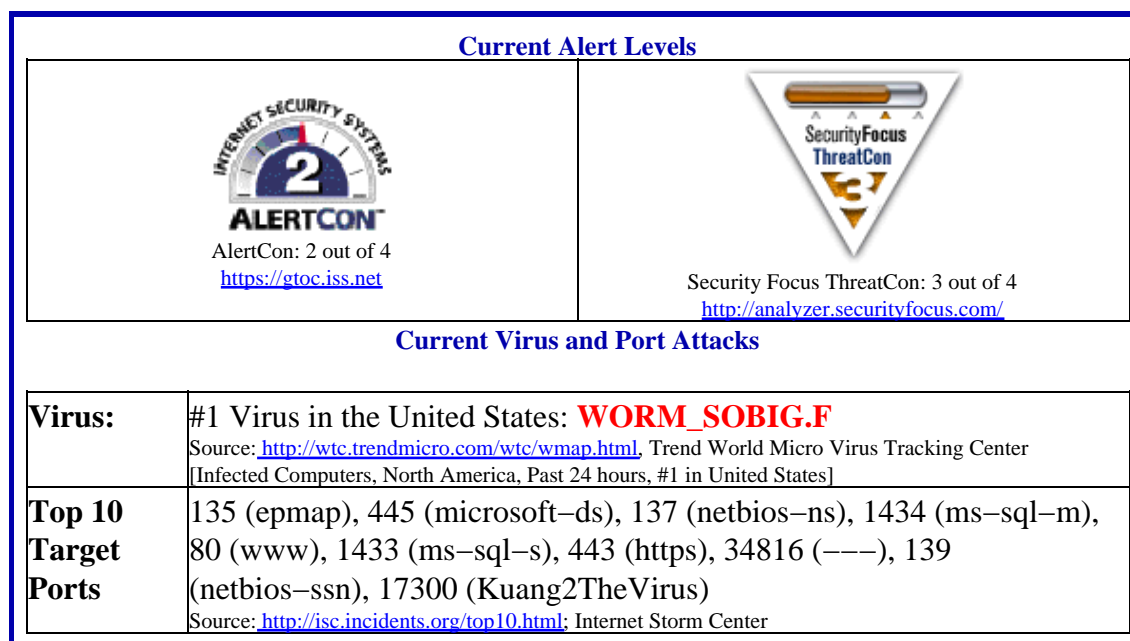 Current Alert Levels
INTERNET SECURITY SYSTEMS
2
ALERTCON™
AlertCon: 2 out of 4
https://gtoc.iss.net
SecurityFocus
ThreatCon
3
Security Focus ThreatCon: 3 out of 4
http://analyzer.securityfocus.com/
Current Virus and Port Attacks
Virus:
#1 Virus in the United States: WORM_SOBIG.F
Source: http://wtc.trendmicro.com/wtc/wmap.html, Trend World Micro Virus Tracking Center
[Infected Computers, North America, Past 24 hours, #1 in United States]
Top 10
Target
Ports
135 (epmap), 445 (microsoft−ds), 137 (netbios−ns), 1434 (ms−sql−m),
80 (www), 1433 (ms−sql−s), 443 (https), 34816 (−−−), 139
(netbios−ssn), 17300 (Kuang2TheVirus)
Source: http://isc.incidents.org/top10.html; Internet Storm Center